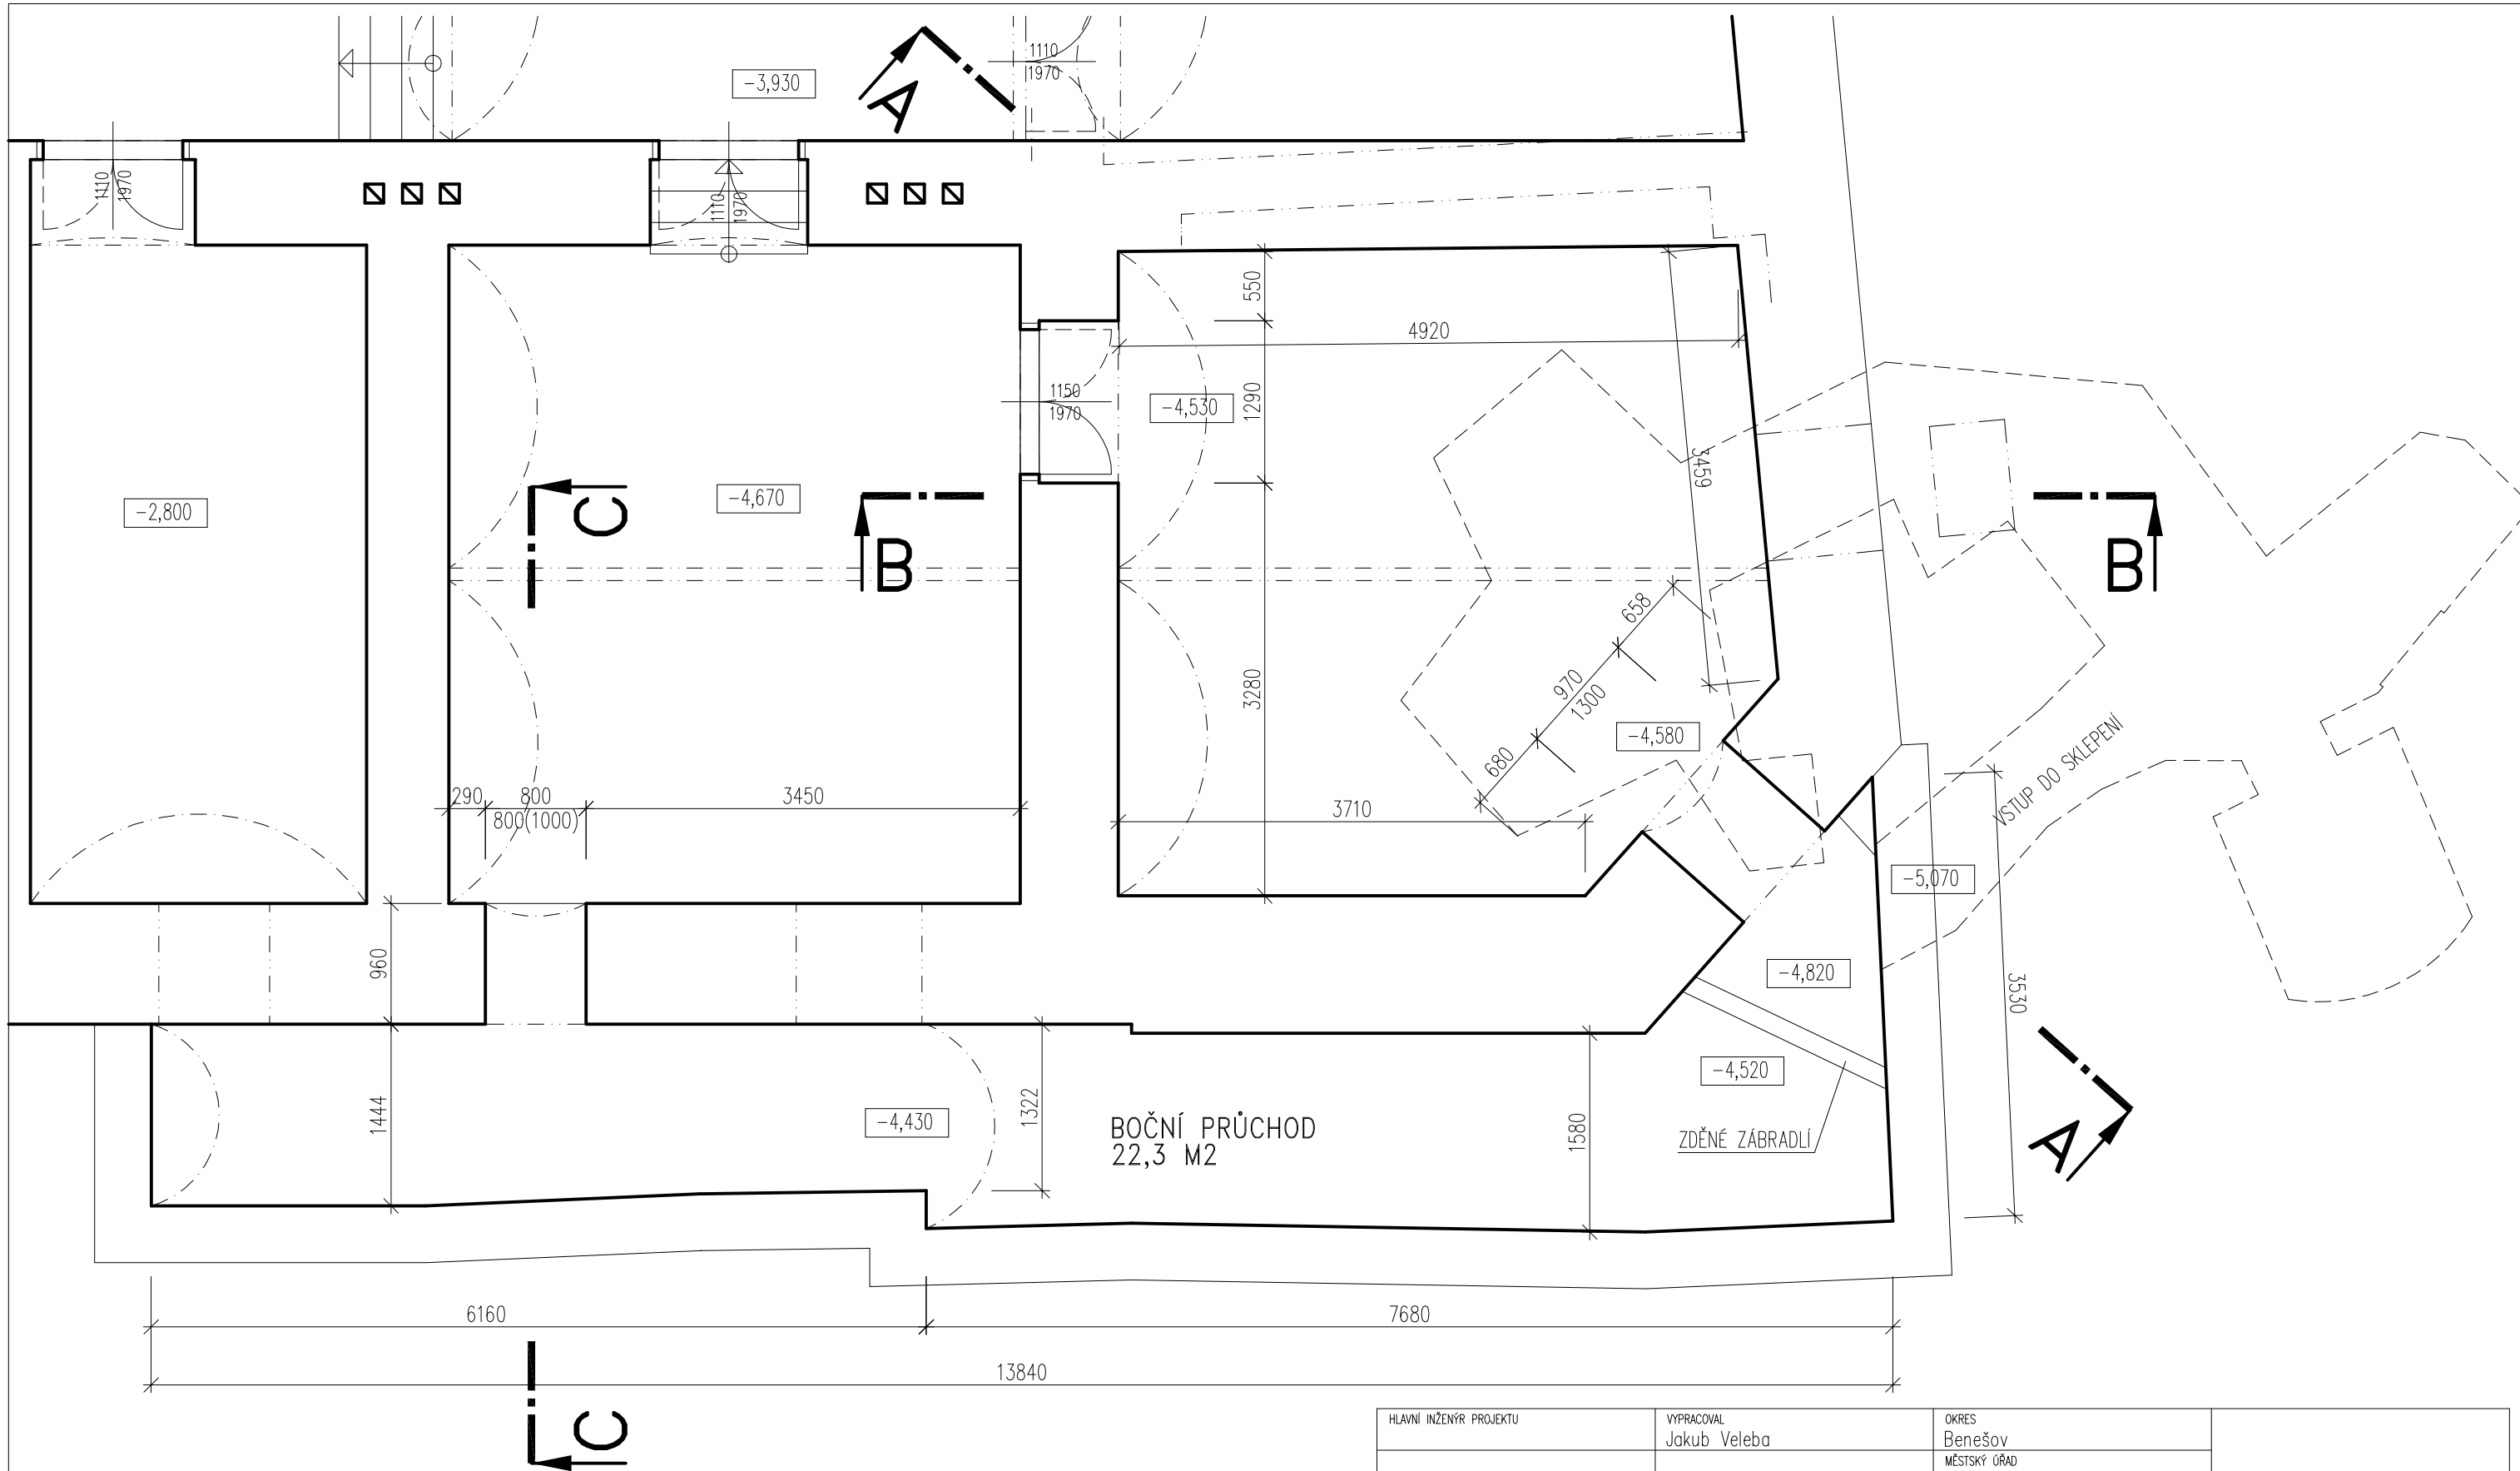 -3,930
A
1110
1970
1110
1970
1110
1970
550
4920
1150
1970
-4,530
1290
3459
-2,800
C
-4,670
B
B
658
970
1300
680
3280
-4,580
VSTUP DO SKLEPENÍ
290
800
800(1000)
3450
3710
-5,070
960
-4,820
3530
1444
-4,430
1322
BOČNÍ PRŮCHOD
22,3 M2
1580
-4,520
ZDĚNÉ ZÁBRADLÍ
A
6160
7680
13840
C
HLAVNÍ INŽENÝR PROJEKTU
VYPRACOVAL
Jakub Veleba
OKRES
Benešov
MĚSTSKÝ ÚŘAD